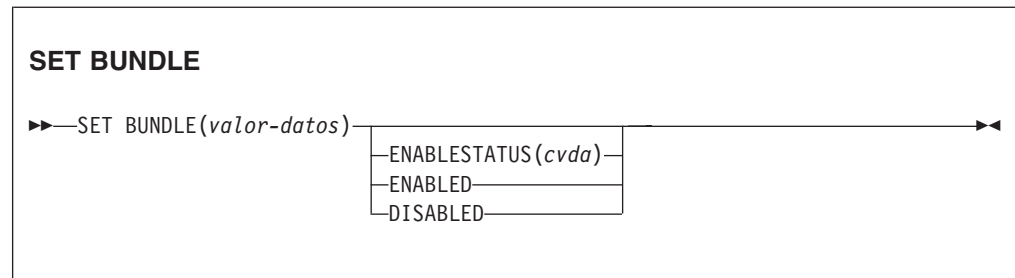 SET BUNDLE
SET BUNDLE(valor-datos)
ENABLESTATUS(cvda)
ENABLED
DISABLED